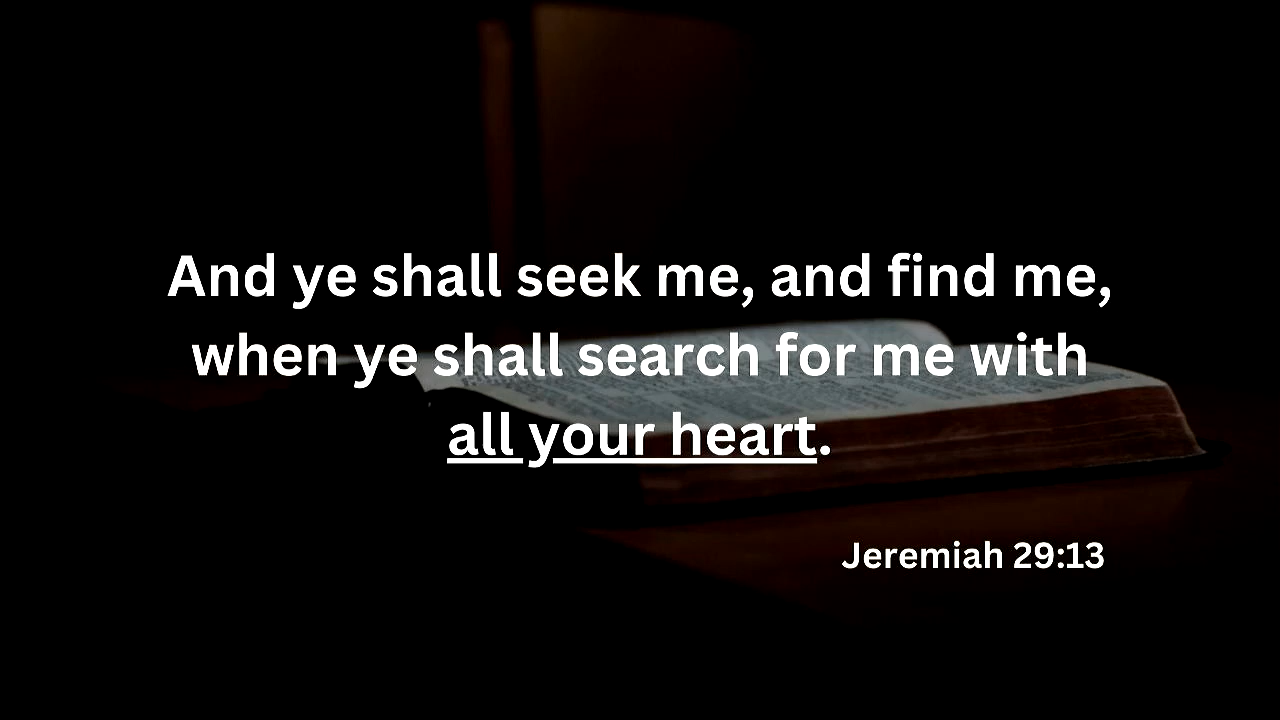 And ye shall seek me, and find me,
when ye shall search for me with
all your heart.
Jeremiah 29:13